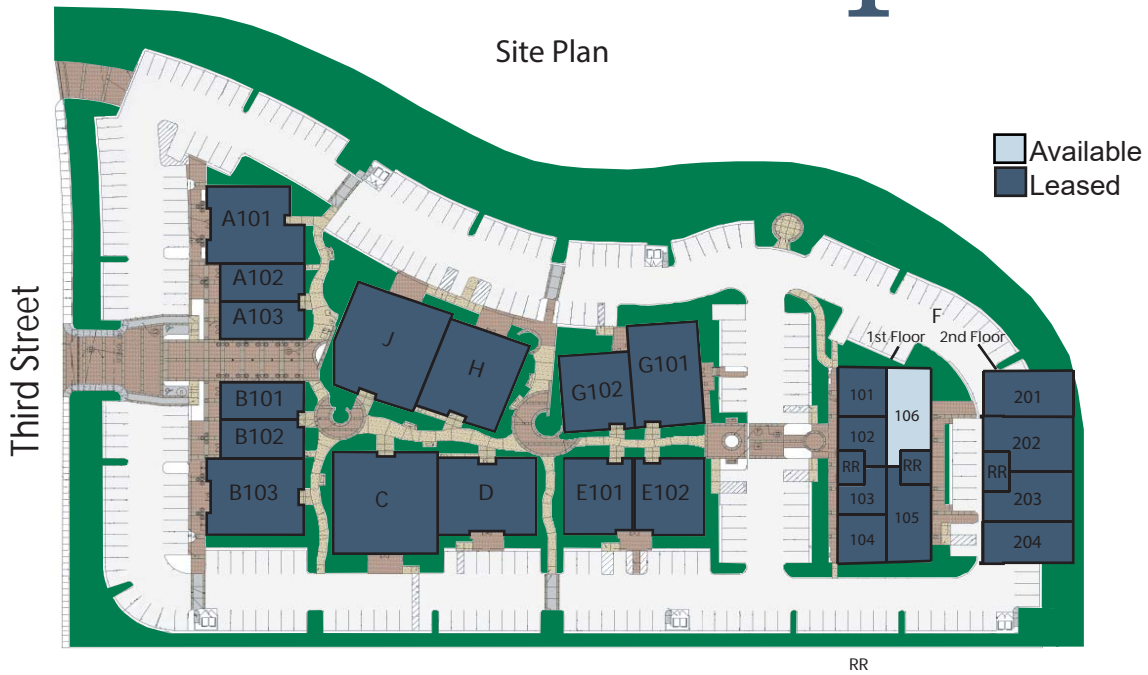 Site Plan
Available
Leased
Third Street
A101
A102
A103
B101
B102
B103
J
H
C
D
G102
G101
E101
E102
F
1st Floor
2nd Floor
101
102
RR
103
104
106
RR
105
201
202
RR
203
204
RR